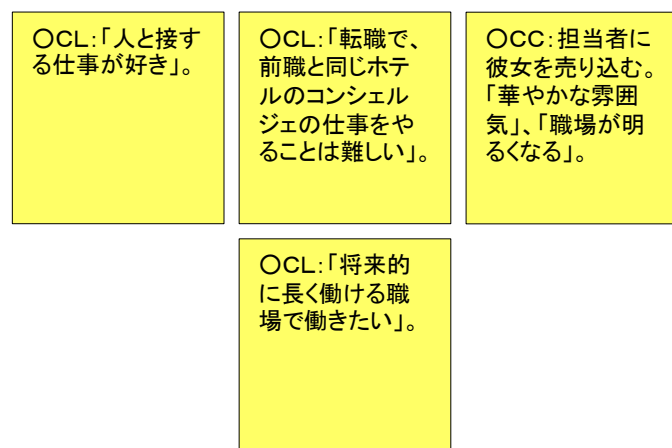 ○CL：「人と接す
る仕事が好き」。
○CL：「転職で、
前職と同じホテ
ルのコンシェル
ジェの仕事をや
ることは難しい」。
○CC：担当者に
彼女を売り込む。
「華やかな雰囲
気」、「職場が明
るくなる」。
○CL：「将来的
に長く働ける職
場で働きたい」。